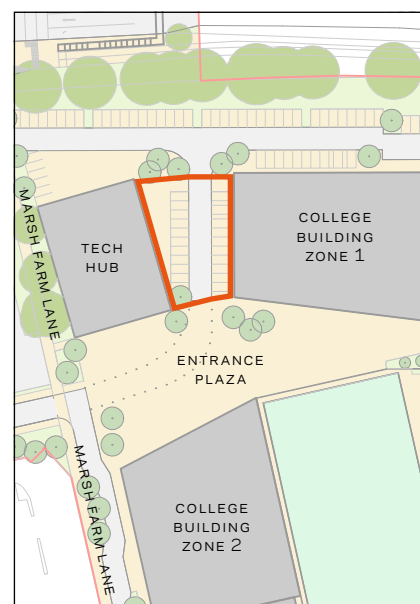 MARSH FARM LANE
TECH
HUB
COLLEGE
BUILDING
ZONE 1
ENTRANCE
PLAZA
MARSH FARM LANE
COLLEGE
BUILDING
ZONE 2